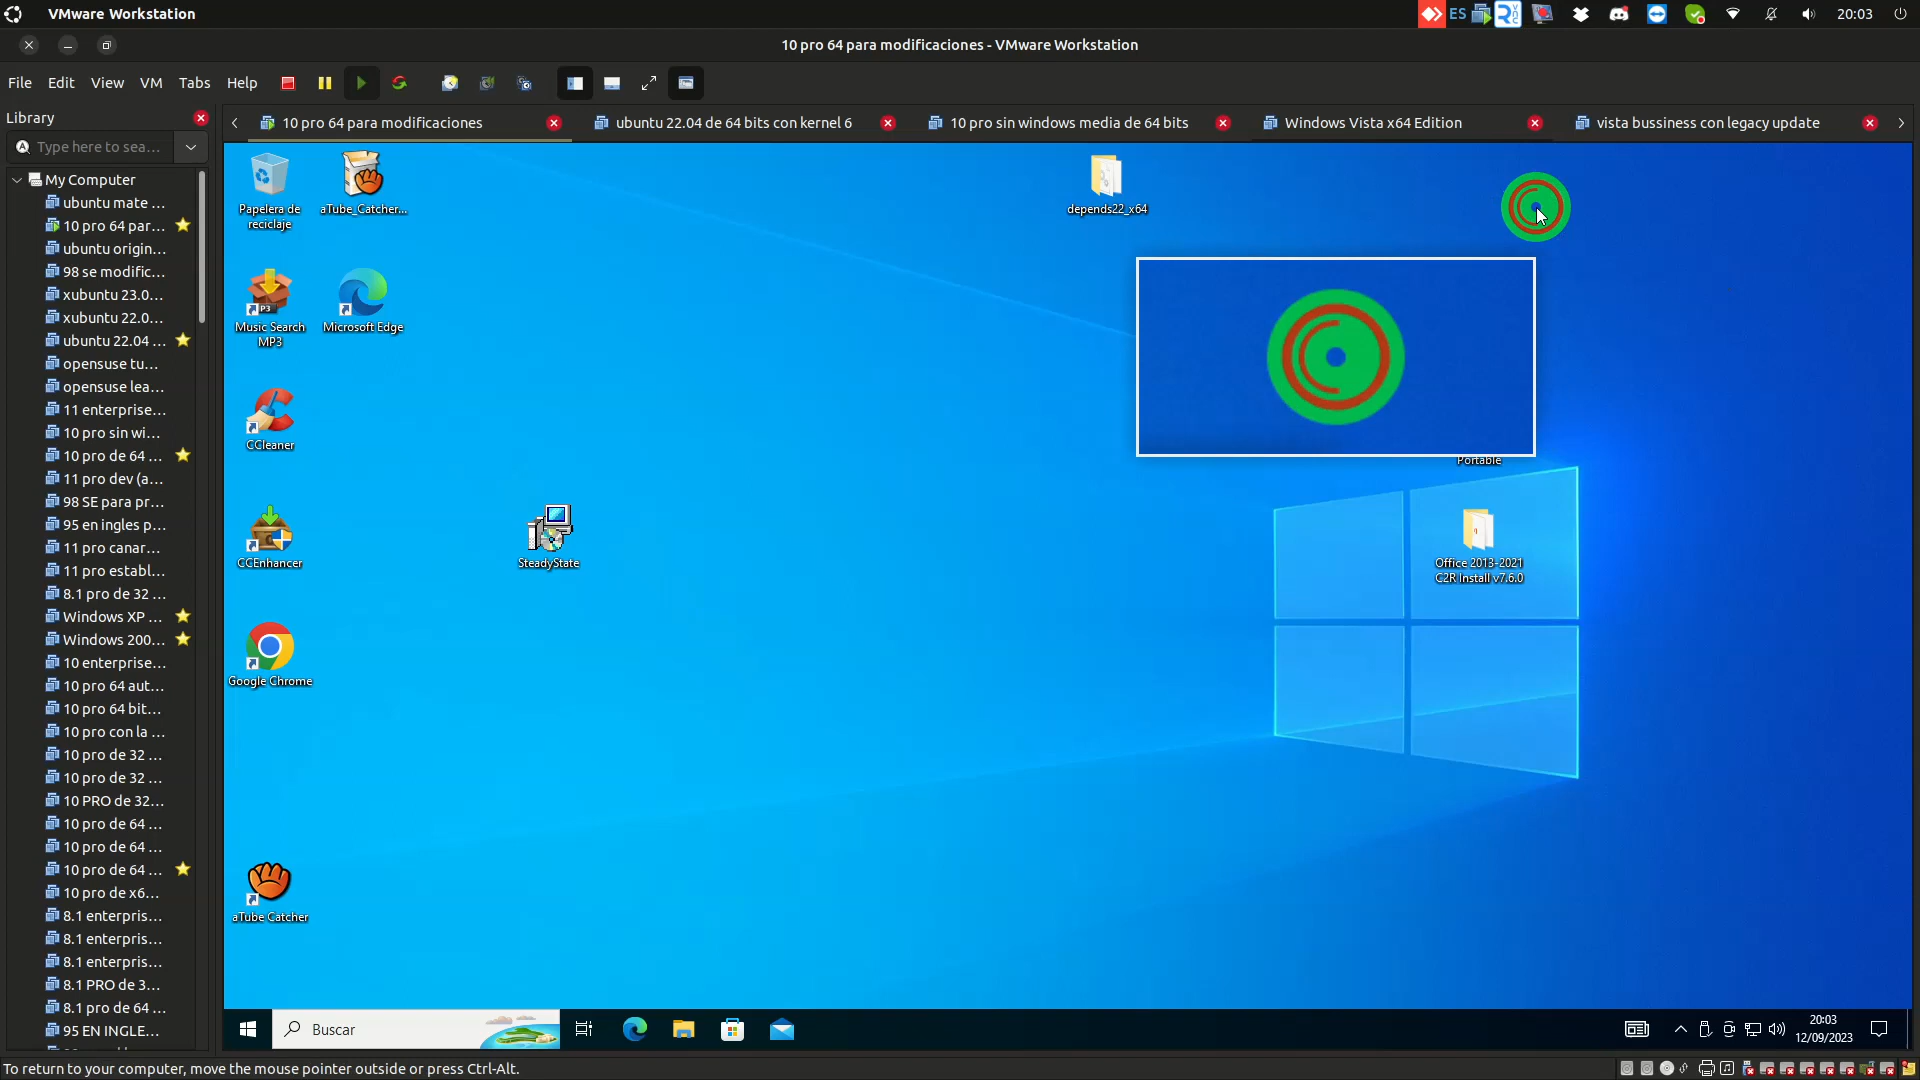 VMware Workstation
ES
20:03
10 pro 64 para modificaciones - VMware Workstation
File Edit View VM Tabs Help
Library
Type here to sea...
10 pro 64 para modificaciones
ubuntu 22.04 de 64 bits con kernel 6
10 pro sin windows media de 64 bits
Windows Vista x64 Edition
vista bussiness con legacy update
My Computer
ubuntu mate ...
10 pro 64 par...
ubuntu origin...
98 se modific...
xubuntu 23.0...
xubuntu 22.0...
ubuntu 22.04 ...
opensuse tu...
opensuse lea...
11 enterprise...
10 pro sin wi...
10 pro de 64 ...
11 pro dev (a...
98 SE para pr...
95 en ingles p...
11 pro canar...
11 pro establ...
8.1 pro de 32 ...
Windows XP ...
Windows 200...
10 enterprise...
10 pro 64 aut...
10 pro 64 bit...
10 pro con la ...
10 pro de 32 ...
10 pro de 32 ...
10 PRO de 32...
10 pro de 64 ...
10 pro de 64 ...
10 pro de 64 ...
10 pro de x6...
8.1 enterpris...
8.1 enterpris...
8.1 enterpris...
8.1 PRO de 3...
8.1 pro de 64 ...
95 EN INGLE...
Papelera de
reciclaje
aTube_Catcher...
depends22_x64
Music Search
MP3
Microsoft Edge
CCleaner
Portable
CCEnhancer
SteadyState
Office 2013-2021
C2R Install v7.6.0
Google Chrome
aTube Catcher
Buscar
20:03
12/09/2023
To return to your computer, move the mouse pointer outside or press Ctrl-Alt.